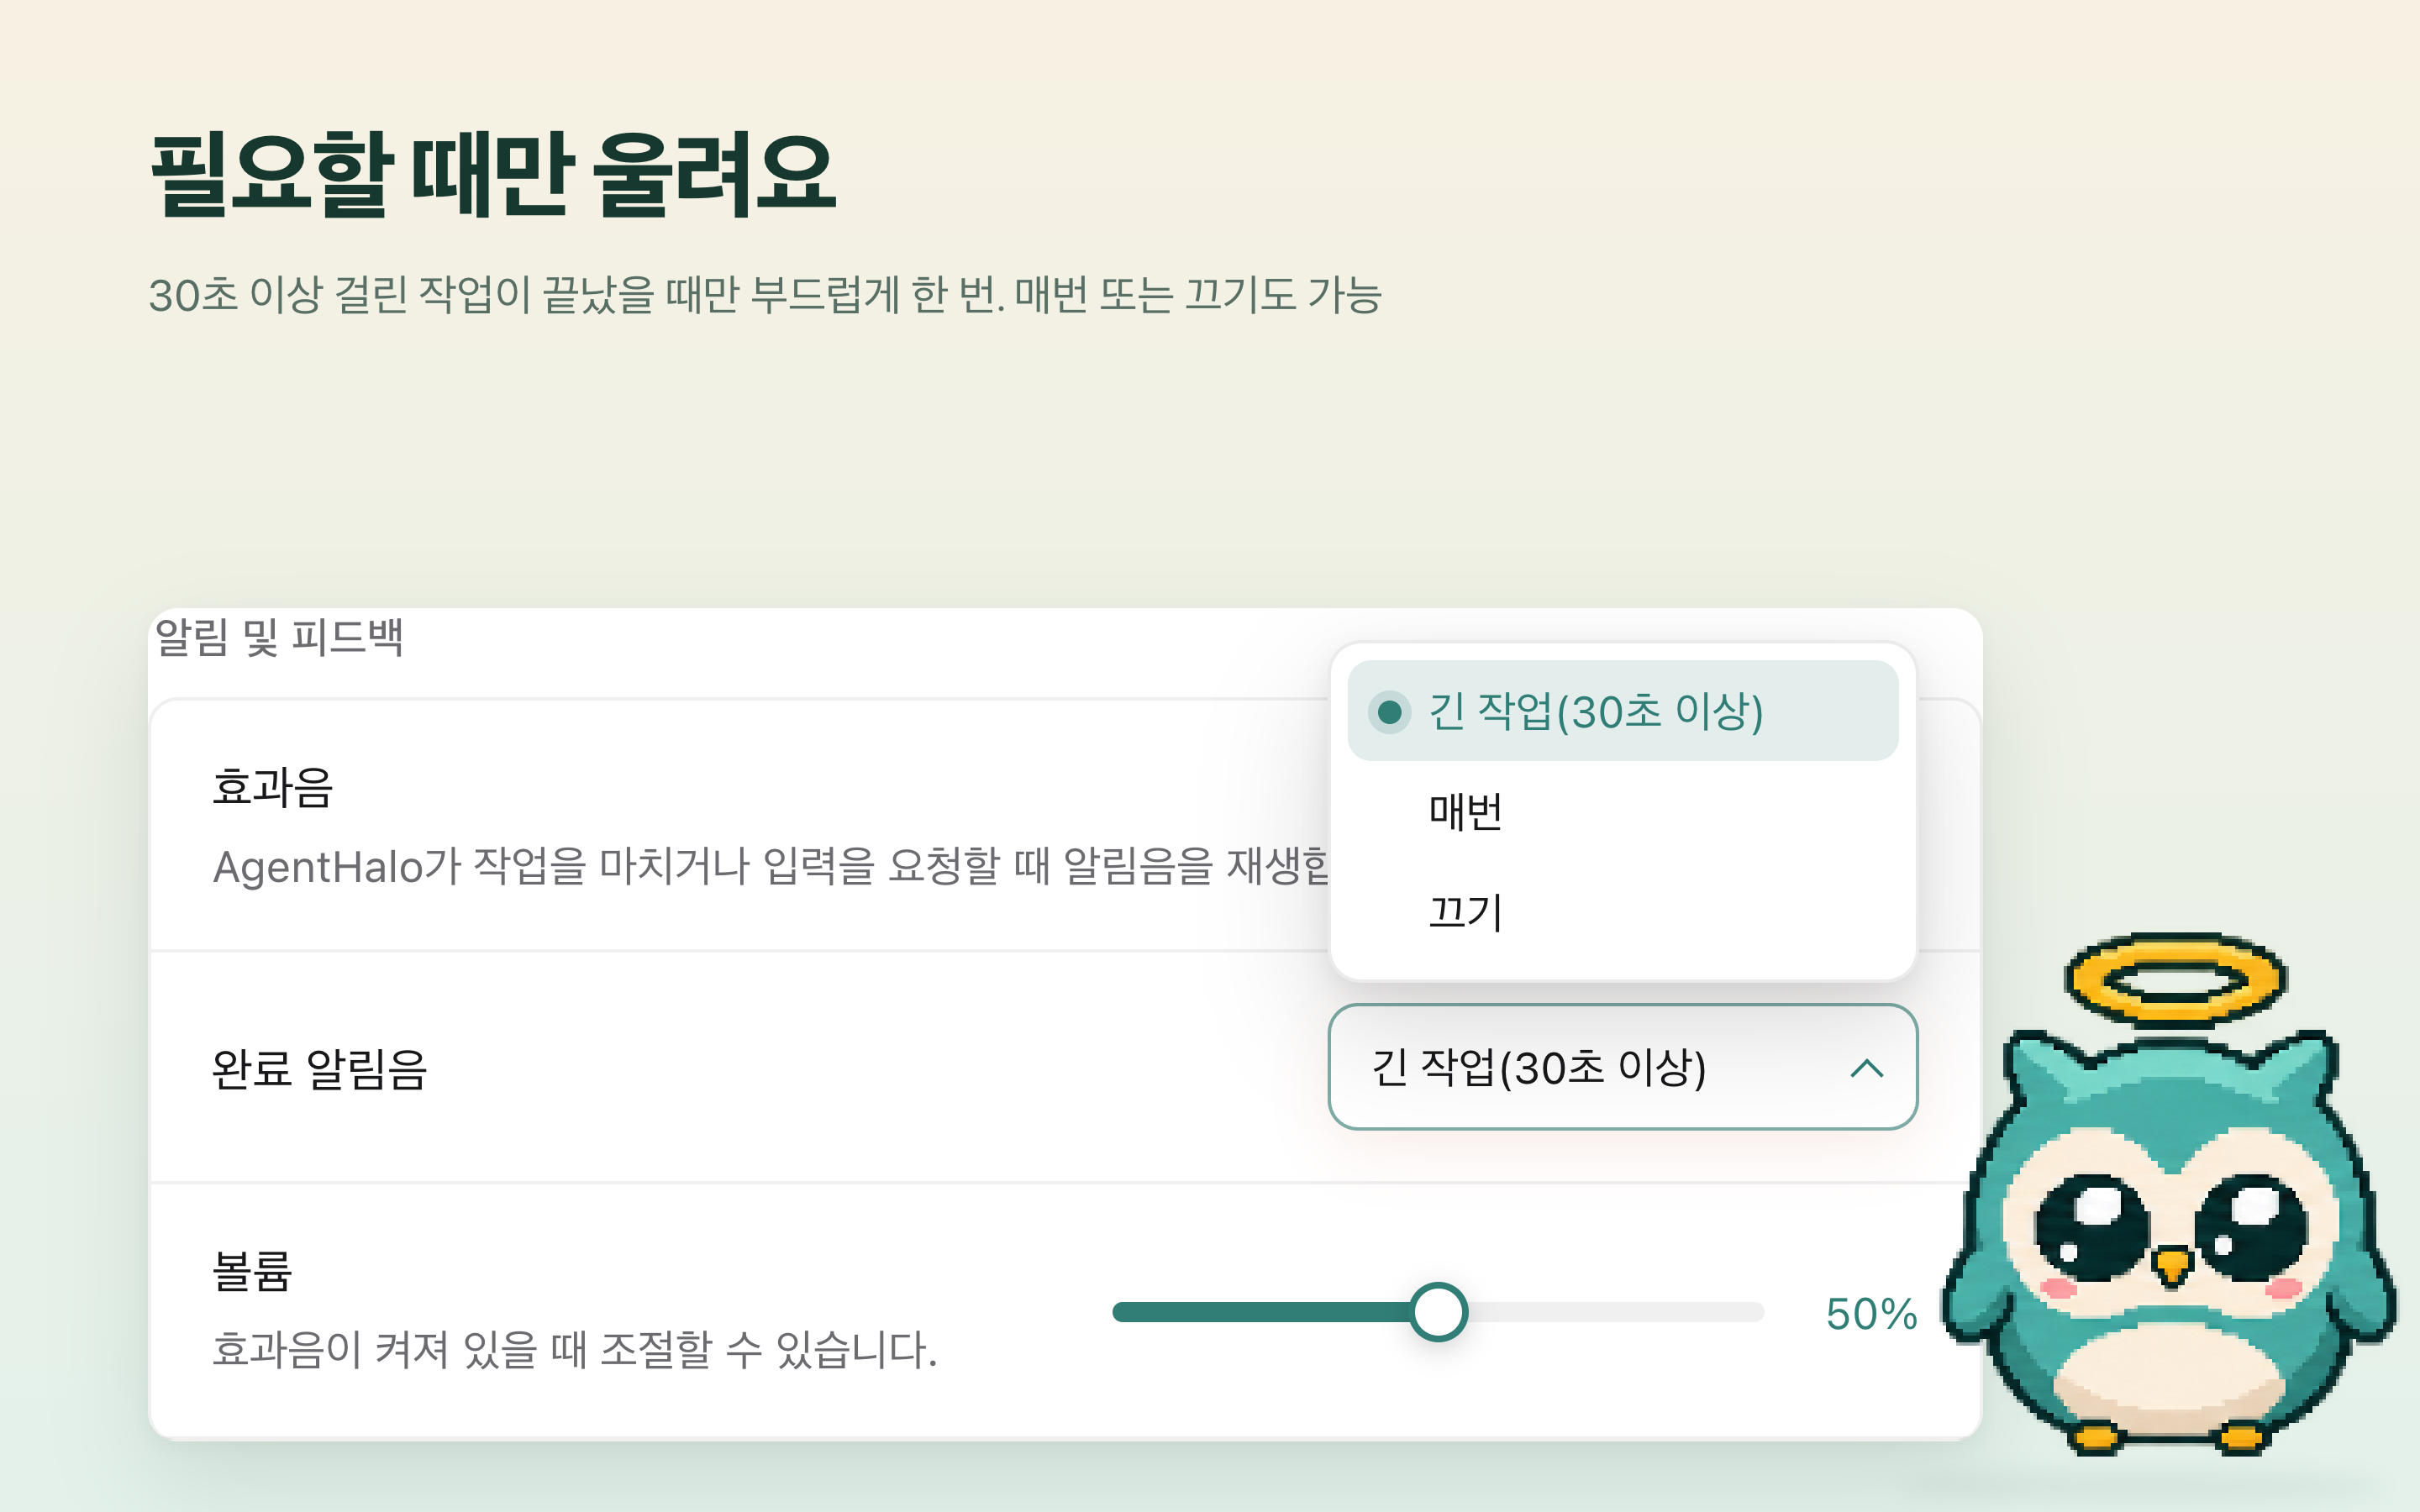 필요할 때만 울려요
30초 이상 걸린 작업이 끝났을 때만 부드럽게 한 번. 매번 또는 끄기도 가능
알림 및 피드백
긴 작업(30초 이상)
매번
끄기
효과음
AgentHalo가 작업을 마치거나 입력을 요청할 때 알림음을
완료 알림음
긴 작업(30초 이상)
볼륨
효과음이 켜져 있을 때 조절할 수 있습니다.
50%